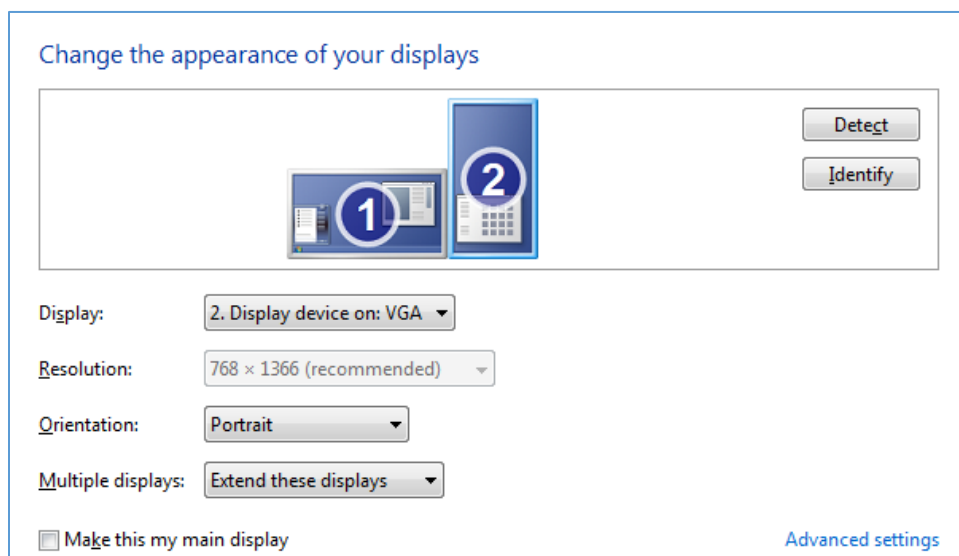 Change the appearance of your displays
1
2
Detect
Identify
Display: 2. Display device on: VGA
Resolution: 768 × 1366 (recommended)
Orientation: Portrait
Multiple displays: Extend these displays
Make this my main display
Advanced settings